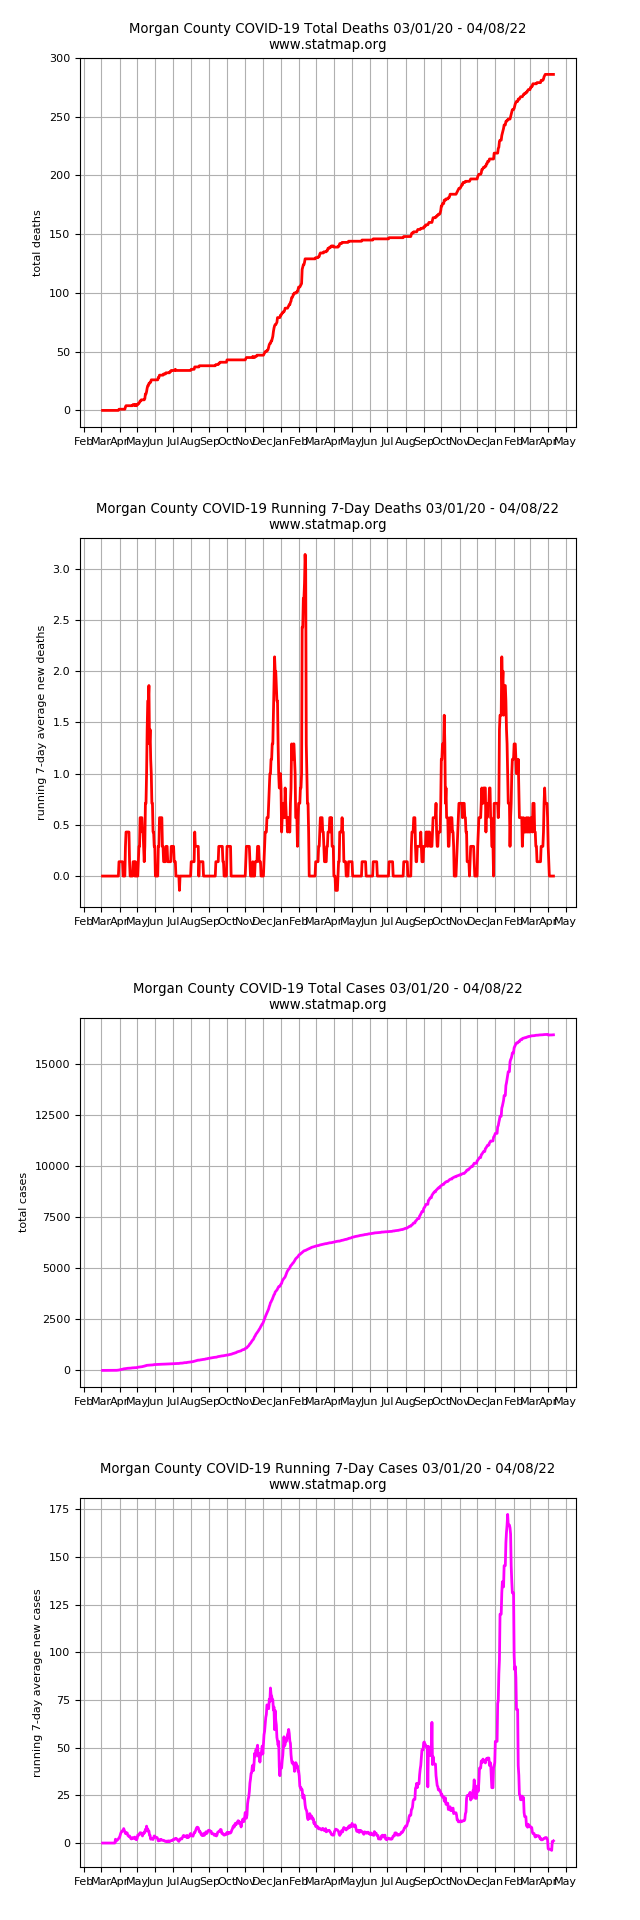 Morgan County COVID-19 Total Deaths 03/01/20 - 04/08/22
www.statmap.org
300
250
200
150
100
50
0
total deaths
Feb Mar Apr May Jun Jul Aug Sep Oct Nov Dec Jan Feb Mar Apr May Jun Jul Aug Sep Oct Nov Dec Jan Feb Mar Apr May
Morgan County COVID-19 Running 7-Day Deaths 03/01/20 - 04/08/22
www.statmap.org
3.0
2.5
2.0
1.5
1.0
0.5
0.0
running 7-day average new deaths
Feb Mar Apr May Jun Jul Aug Sep Oct Nov Dec Jan Feb Mar Apr May Jun Jul Aug Sep Oct Nov Dec Jan Feb Mar Apr May
Morgan County COVID-19 Total Cases 03/01/20 - 04/08/22
www.statmap.org
15000
12500
10000
7500
5000
2500
0
total cases
Feb Mar Apr May Jun Jul Aug Sep Oct Nov Dec Jan Feb Mar Apr May Jun Jul Aug Sep Oct Nov Dec Jan Feb Mar Apr May
Morgan County COVID-19 Running 7-Day Cases 03/01/20 - 04/08/22
www.statmap.org
175
150
125
100
75
50
25
0
running 7-day average new cases
Feb Mar Apr May Jun Jul Aug Sep Oct Nov Dec Jan Feb Mar Apr May Jun Jul Aug Sep Oct Nov Dec Jan Feb Mar Apr May